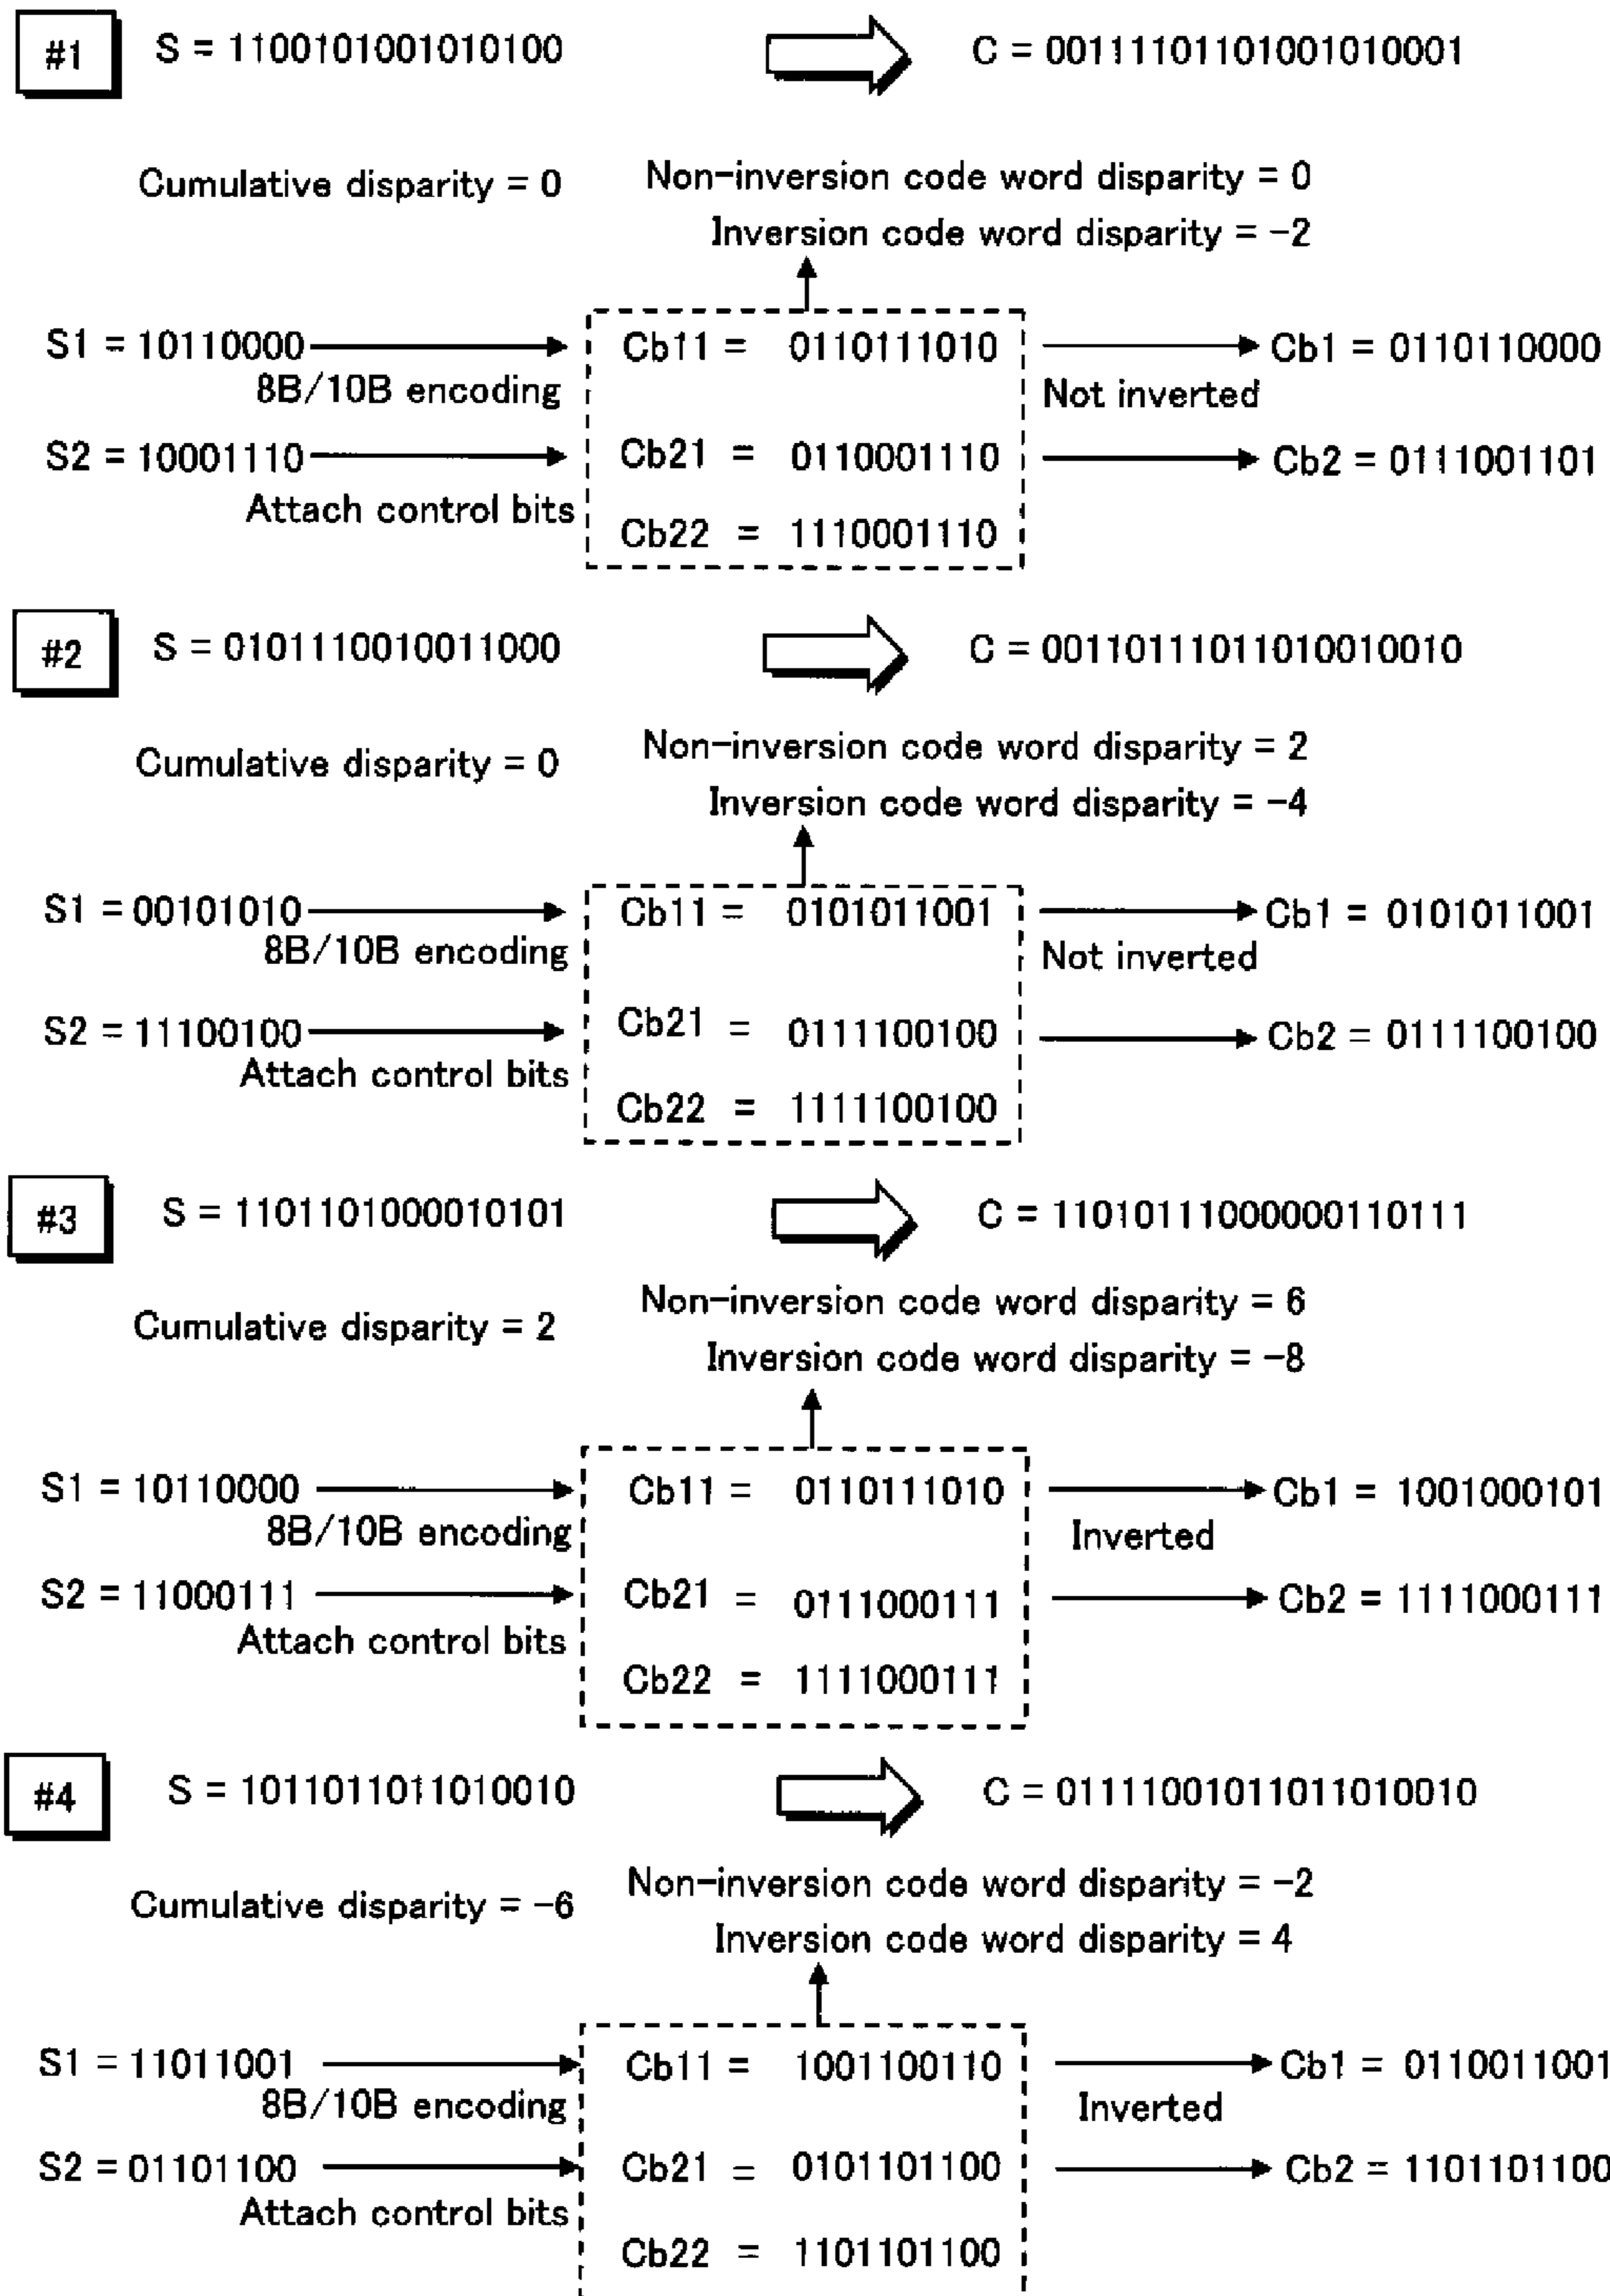 #1 S = 1100101001010100 C = 00111101101001010001
Cumulative disparity = 0 Non-inversion code word disparity = 0
Inversion code word disparity = -2
S1 = 10110000 Cb11 = 0110111010 Cb1 = 0110110000
8B/10B encoding Not inverted
S2 = 10001110 Cb21 = 0110001110 Cb2 = 0111001101
Attach control bits Cb22 = 1110001110
#2 S = 0101110010011000 C = 00110111011010010010
Cumulative disparity = 0 Non-inversion code word disparity = 2
Inversion code word disparity = -4
S1 = 00101010 Cb11 = 0101011001 Cb1 = 0101011001
8B/10B encoding Not inverted
S2 = 11100100 Cb21 = 0111100100 Cb2 = 0111100100
Attach control bits
Cb22 = 1111100100
#3 S = 1101101000010101 C = 11010111000000110111
Cumulative disparity = 2 Non-inversion code word disparity = 6
Inversion code word disparity = -8
S1 = 10110000 Cb11 = 0110111010 Cb1 = 1001000101
8B/10B encoding Inverted
S2 = 11000111 Cb21 = 0111000111 Cb2 = 1111000111
Attach control bits
Cb22 = 1111000111
#4 S = 1011011011010010 C = 01111001011011010010
Cumulative disparity = -6 Non-inversion code word disparity = -2
Inversion code word disparity = 4
S1 = 11011001 Cb11 = 1001100110 Cb1 = 0110011001
8B/10B encoding Inverted
S2 = 01101100 Cb21 = 0101101100 Cb2 = 1101101100
Attach control bits
Cb22 = 1101101100